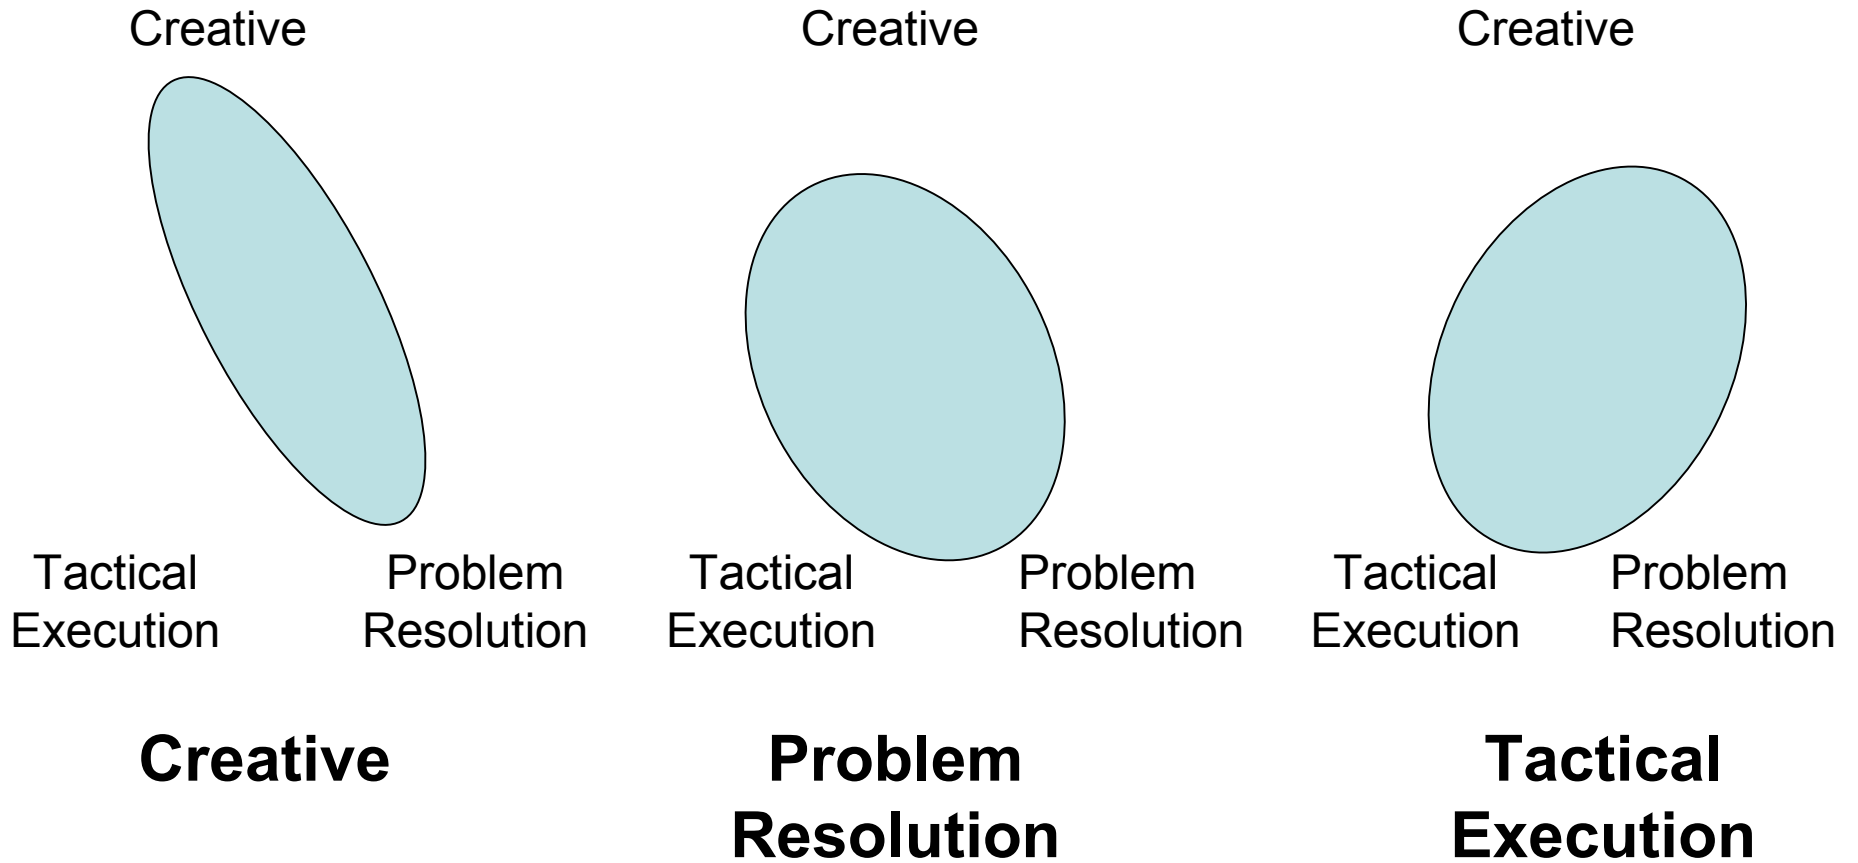 Creative
Creative
Creative
Tactical
Execution
Problem
Resolution
Tactical
Execution
Problem
Resolution
Tactical
Execution
Problem
Resolution
Creative
Problem
Resolution
Tactical
Execution